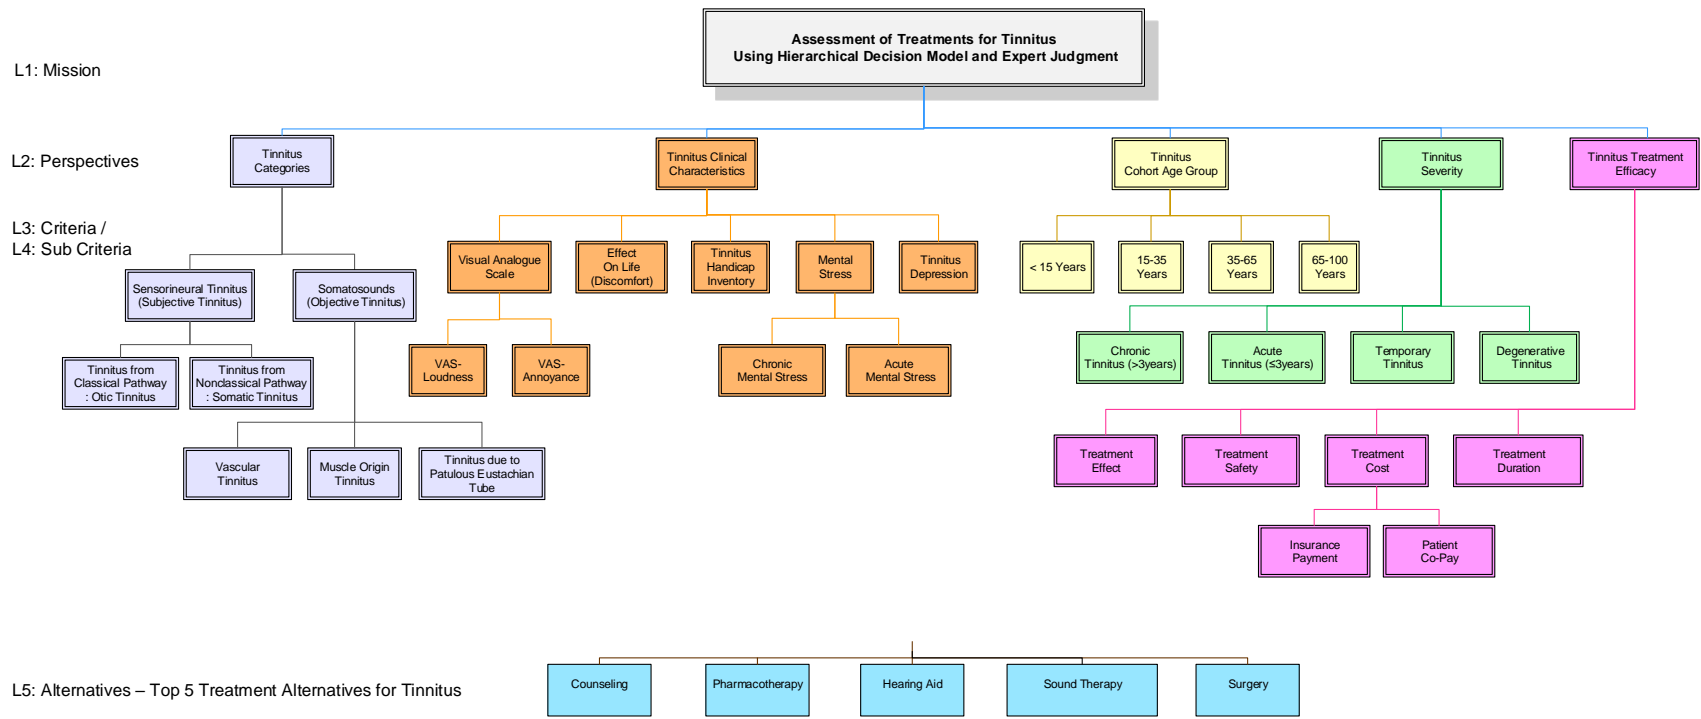 Assessment of Treatments for Tinnitus
Using Hierarchical Decision Model and Expert Judgment
L1: Mission
L2: Perspectives
Tinnitus
Categories
Tinnitus Clinical
Characteristics
Tinnitus
Cohort Age Group
Tinnitus
Severity
Tinnitus Treatment
Efficacy
L3: Criteria /
L4: Sub Criteria
Sensorineural Tinnitus
(Subjective Tinnitus)
Somatosounds
(Objective Tinnitus)
Visual Analogue
Scale
Effect
On Life
(Discomfort)
Tinnitus
Handicap
Inventory
Mental
Stress
Tinnitus
Depression
< 15 Years
15-35
Years
35-65
Years
65-100
Years
Tinnitus from
Classical Pathway
: Otic Tinnitus
Tinnitus from
Nonclassical Pathway
: Somatic Tinnitus
VAS-
Loudness
VAS-
Annoyance
Chronic
Mental Stress
Acute
Mental Stress
Chronic
Tinnitus (>3years)
Acute
Tinnitus (≤3years)
Temporary
Tinnitus
Degenerative
Tinnitus
Vascular
Tinnitus
Muscle Origin
Tinnitus
Tinnitus due to
Patulous Eustachian
Tube
Treatment
Effect
Treatment
Safety
Treatment
Cost
Treatment
Duration
Insurance
Payment
Patient
Co-Pay
L5: Alternatives – Top 5 Treatment Alternatives for Tinnitus
Counseling
Pharmacotherapy
Hearing Aid
Sound Therapy
Surgery